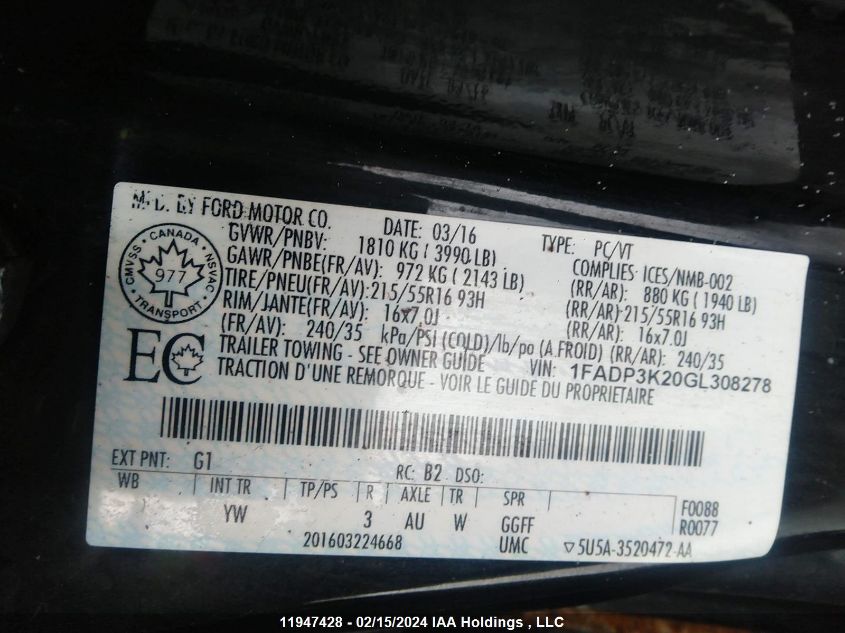 MFD. BY FORD MOTOR CO. DATE: 03/16 TYPE: PC/VT
GVWR/PNBV: 1810 KG ( 3990 LB) COMPLIES: ICES/NMB-002
GAWR/PNBE(FR/AV): 972 KG ( 2143 LB) (RR/AR): 880 KG ( 1940 LB)
TIRE/PNEU(FR/AV): 215/55R16 93H (RR/AR): 215/55R16 93H
RIM/JANTE(FR/AV): 16x7.0J (RR/AR): 16x7.0J
(FR/AV): 240/35 kPa/PSI (COLD)/lb/po (A FROID) (RR/AR): 240/35
TRAILER TOWING - SEE OWNER GUIDE VIN: 1FADP3K20GL308278
TRACTION D'UNE REMORQUE - VOIR LE GUIDE DU PROPRIETAIRE
CMVSS · CANADA · NSVAC
977
TRANSPORT
EC
EXT PNT: G1 RC: B2 DSO:
WB INT TR TP/PS R AXLE TR SPR F0088
YW 3 AU W GGFF R0077
201603224668 UMC ▽5U5A-3520472-AA
11947428 - 02/15/2024 IAA Holdings , LLC